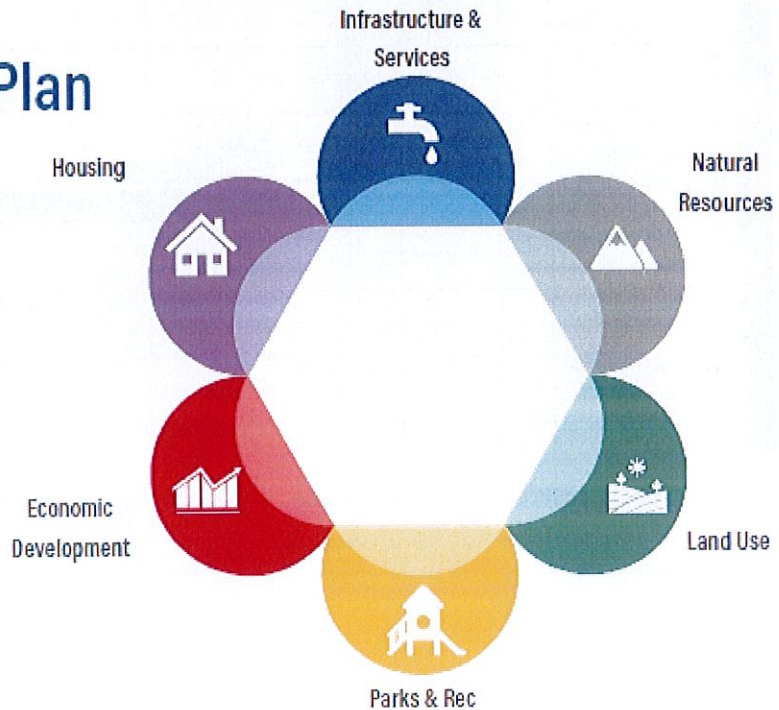 Plan
Infrastructure &
Services
Housing
Natural
Resources
Economic
Development
Land Use
Parks & Rec